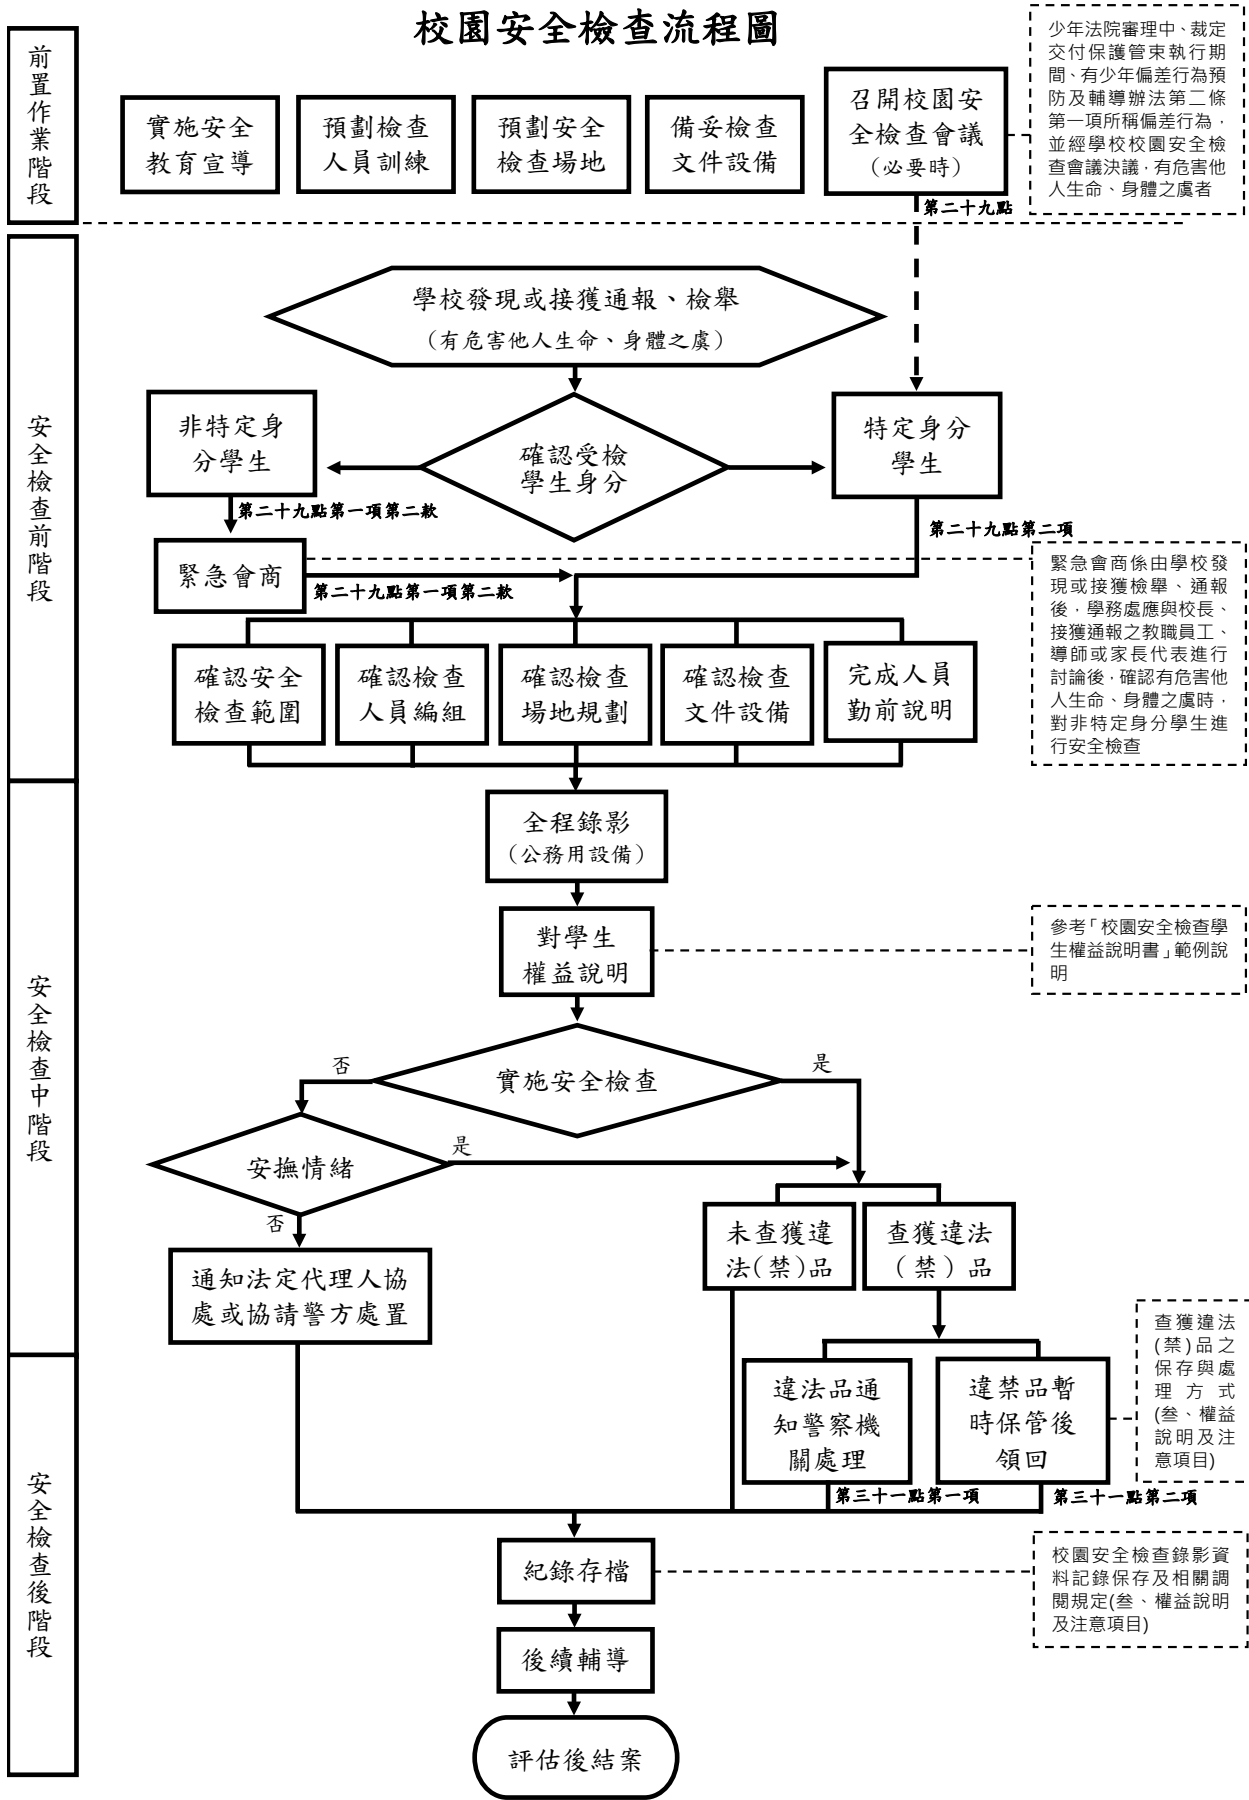 校園安全檢查流程圖
前置作業階段
實施安全
教育宣導
預劃檢查
人員訓練
預劃安全
檢查場地
備妥檢查
文件設備
召開校園安
全檢查會議
(必要時)
少年法院審理中、裁定
交付保護管束執行期
間、有少年偏差行為預
防及輔導辦法第二條
第一項所稱偏差行為，
並經學校校園安全檢
查會議決議，有危害他
人生命、身體之虞者
第二十九點
安全檢查前階段
學校發現或接獲通報、檢舉
（有危害他人生命、身體之虞）
非特定身
分學生
確認受檢
學生身分
特定身分
學生
第二十九點第一項第二款
第二十九點第二項
緊急會商
第二十九點第一項第二款
緊急會商係由學校發
現或接獲檢舉、通報
後，學務處應與校長、
接獲通報之教職員工、
導師或家長代表進行
討論後，確認有危害他
人生命、身體之虞時，
對非特定身分學生進
行安全檢查
確認安全
檢查範圍
確認檢查
人員編組
確認檢查
場地規劃
確認檢查
文件設備
完成人員
勤前說明
安全檢查中階段
全程錄影
（公務用設備）
對學生
權益說明
參考「校園安全檢查學
生權益說明書」範例說
明
實施安全檢查
否
是
安撫情緒
是
否
通知法定代理人協
處或協請警方處置
未查獲違
法(禁)品
查獲違法
（禁）品
查獲違法
(禁)品之
保存與處
理方式
(叁、權益
說明及注
意項目)
違法品通
知警察機
關處理
違禁品暫
時保管後
領回
第三十一點第一項
第三十一點第二項
安全檢查後階段
紀錄存檔
校園安全檢查錄影資
料記錄保存及相關調
閱規定(叁、權益說明
及注意項目)
後續輔導
評估後結案